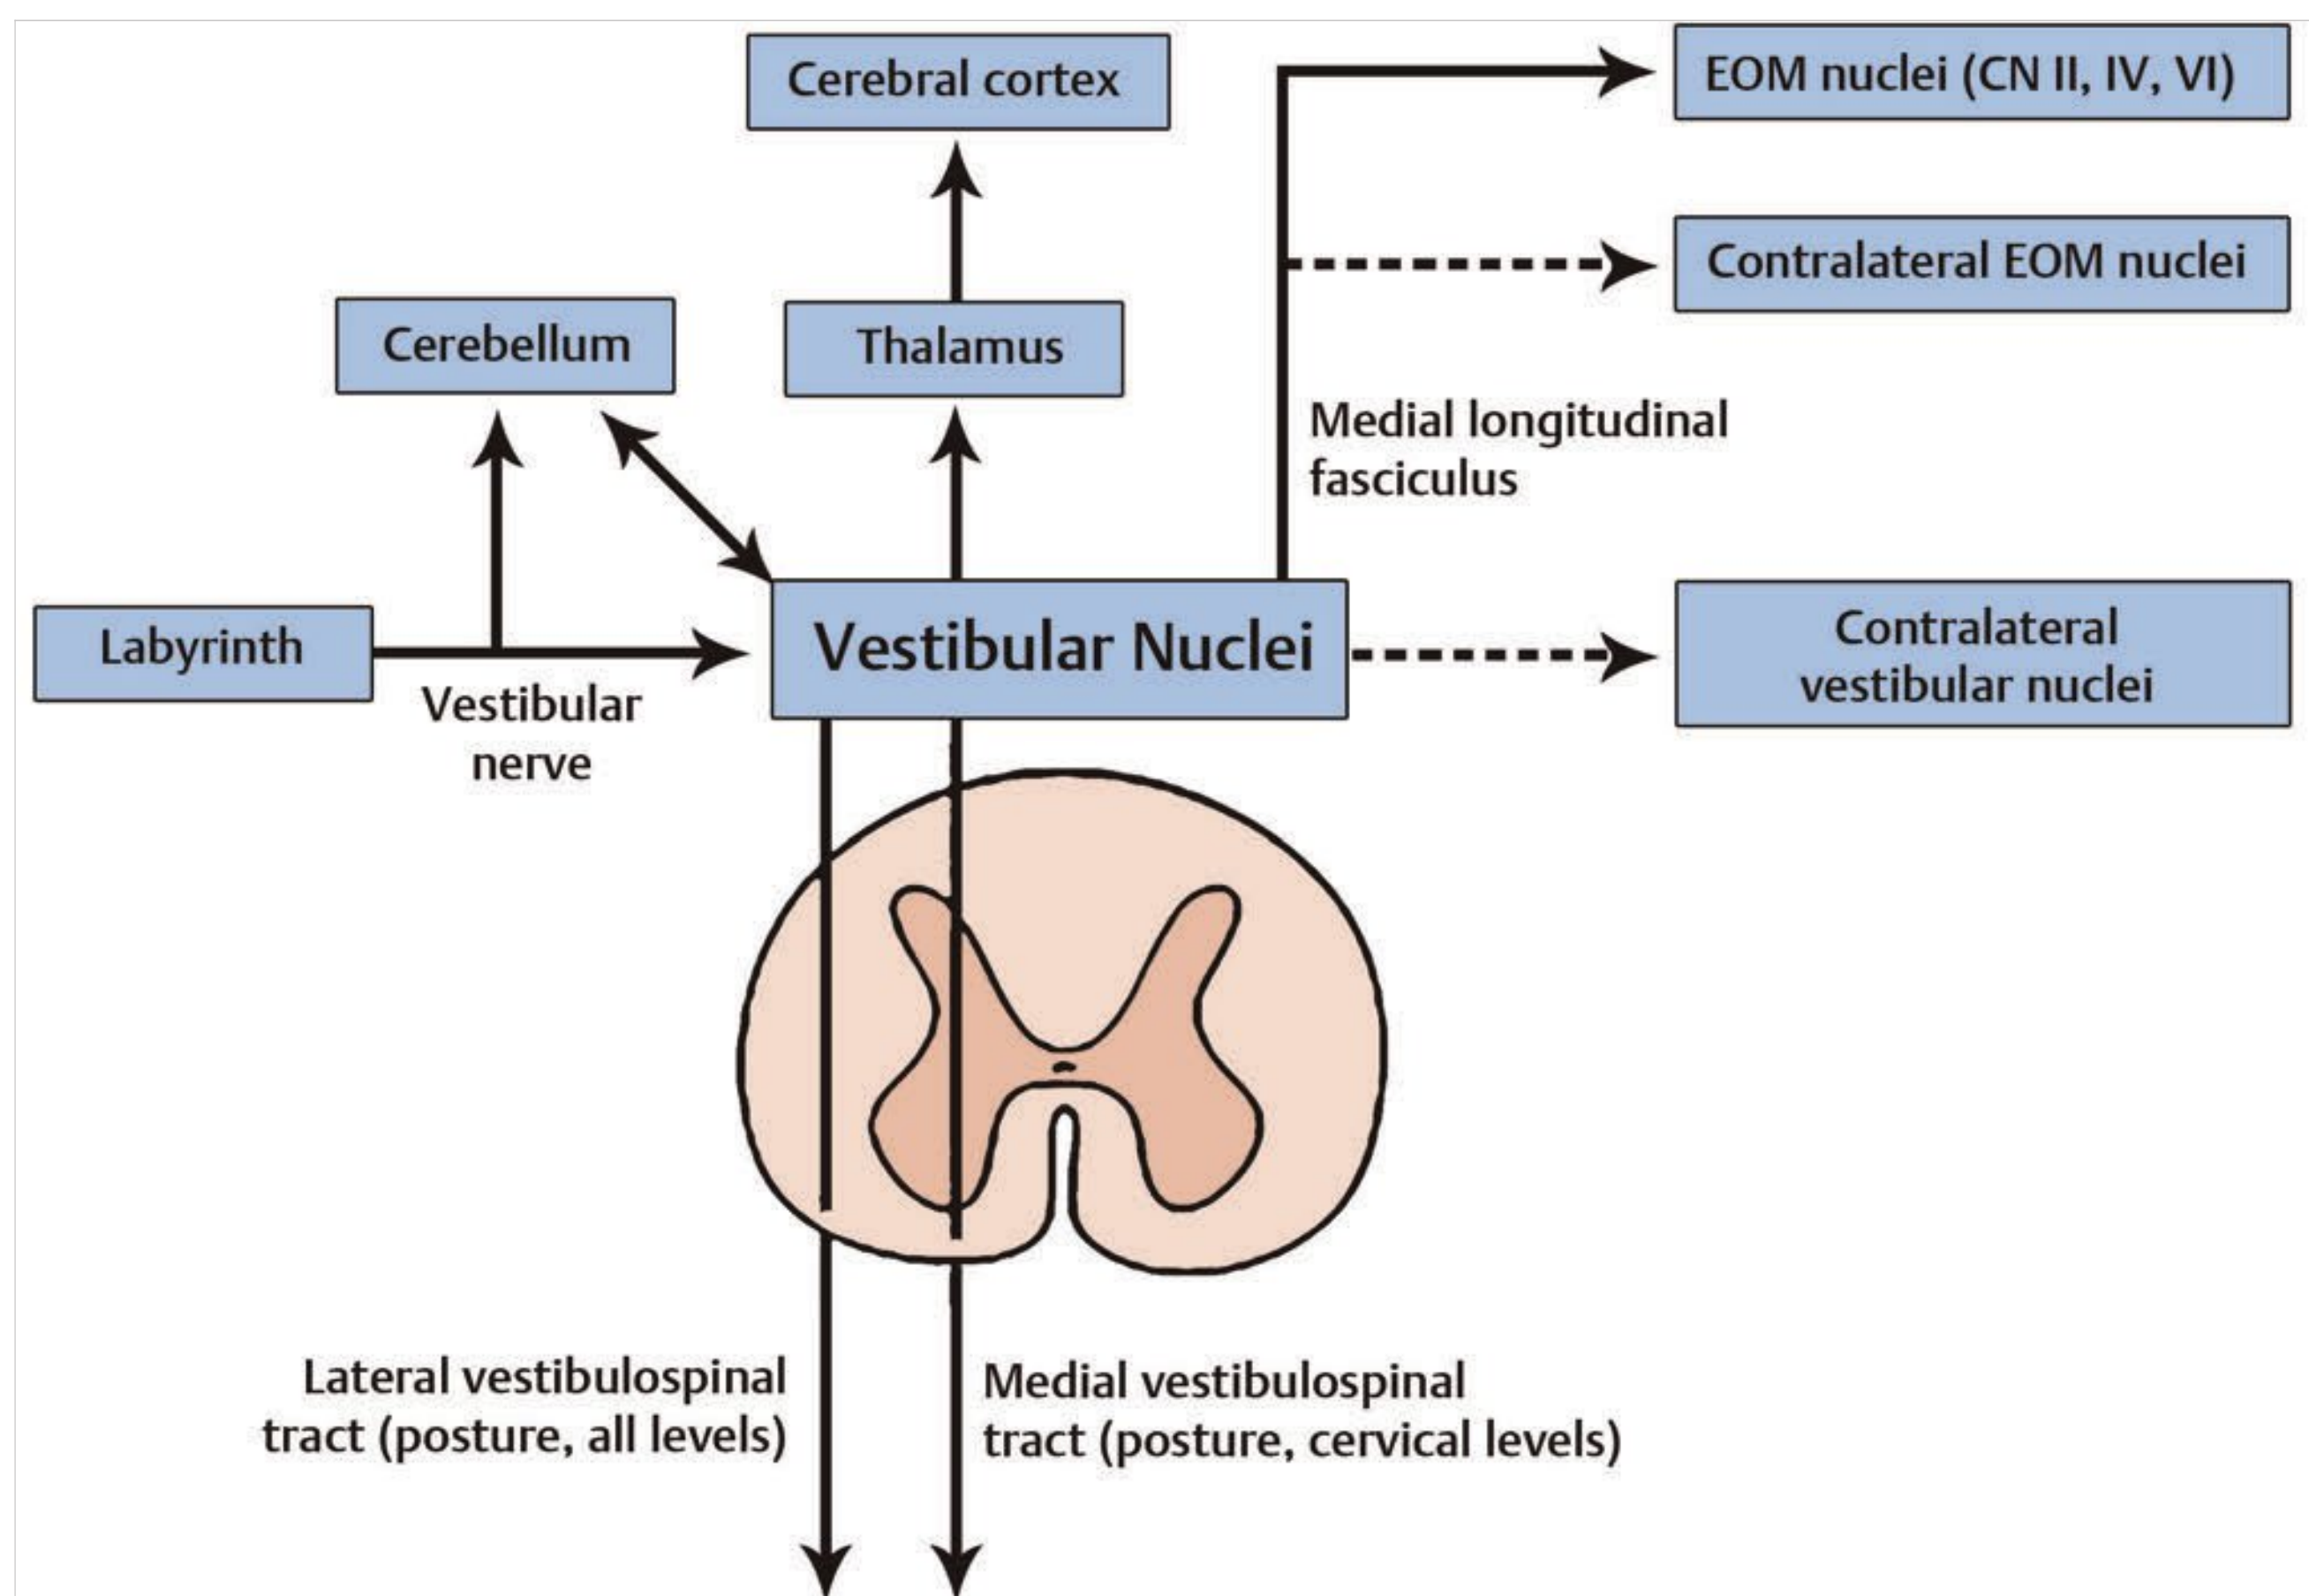 Cerebral cortex
EOM nuclei (CN II, IV, VI)
Contralateral EOM nuclei
Cerebellum
Thalamus
Medial longitudinal
fasciculus
Labyrinth
Vestibular
nerve
Vestibular Nuclei
Contralateral
vestibular nuclei
Lateral vestibulospinal
tract (posture, all levels)
Medial vestibulospinal
tract (posture, cervical levels)